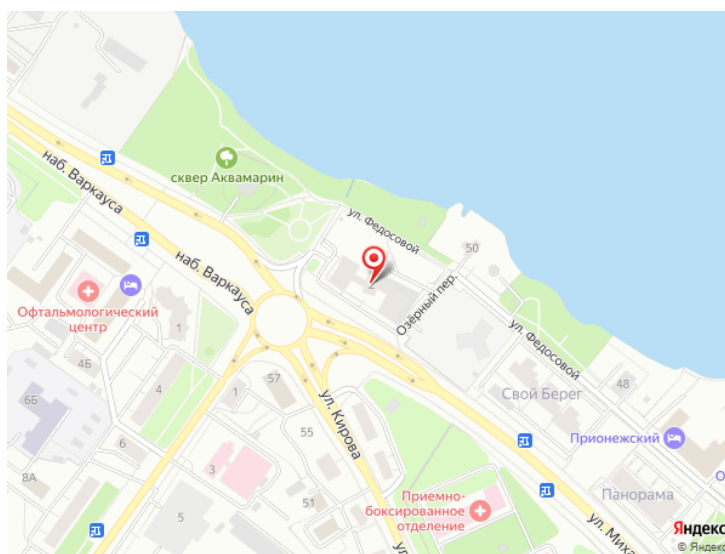 наб. Варкауса
сквер Аквамарин
ул. Федосовой
50
наб. Варкауса
2
Озёрный пер.
Офтальмологический
центр
1
ул. Федосовой
4Б
57
48
4
1
Свой Берег
6Б
ул. Кирова
55
6
Прионежский
3
8А
Панорама
51
Приемно-
боксированное
отделение
5
ул. Миха
Яндекс
© Яндекс